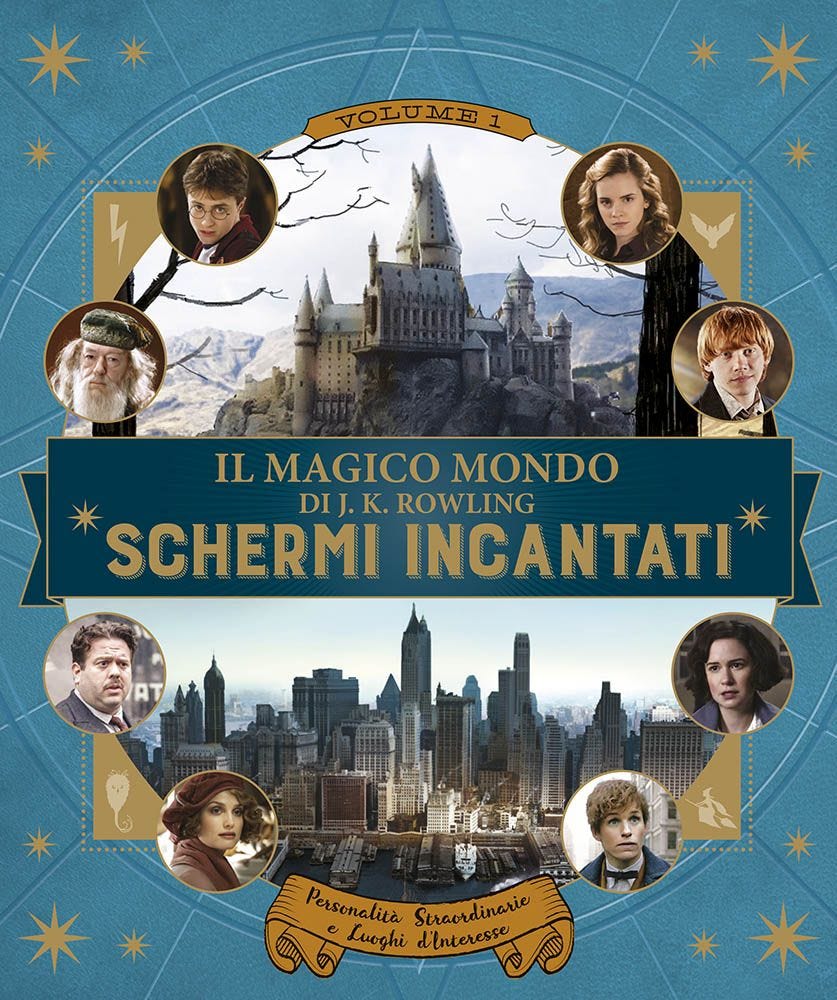 VOLUME 1
IL MAGICO MONDO
DI J. K. ROWLING
SCHERMI INCANTATI
Personalità Straordinarie
e Luoghi d'Interesse